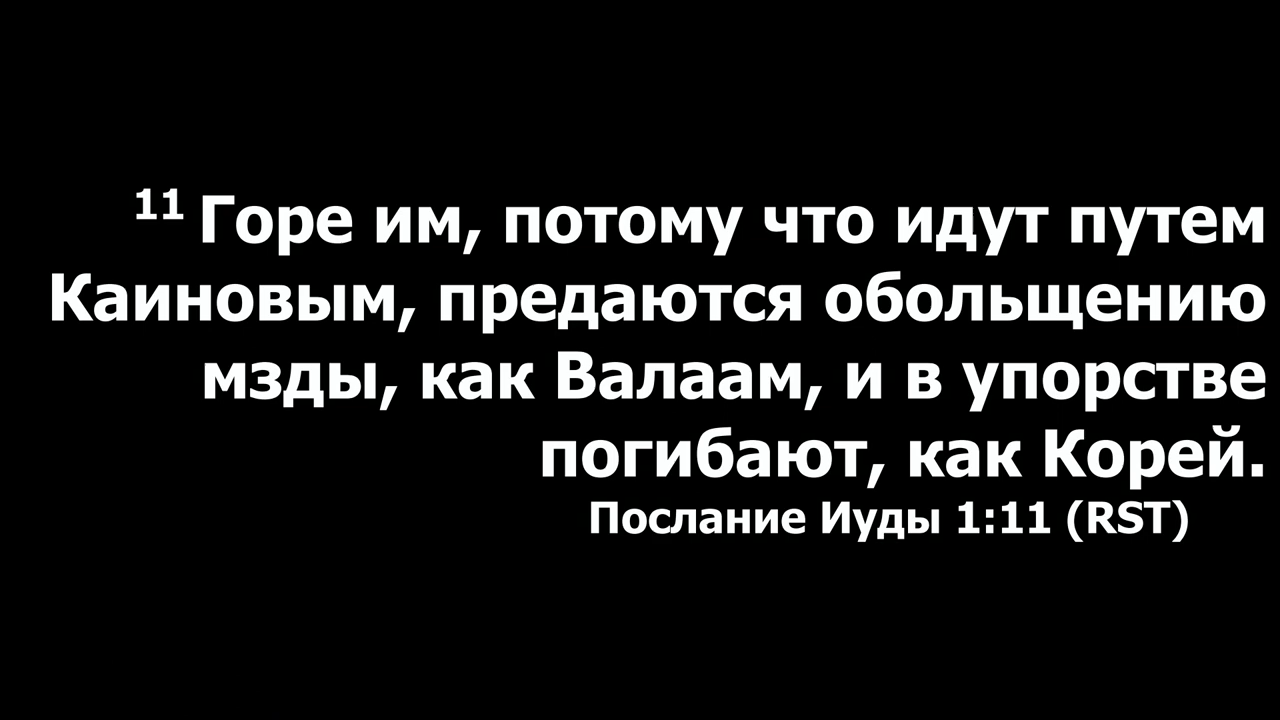 11 Горе им, потому что идут путем
Каиновым, предаются обольщению
мзды, как Валаам, и в упорстве
погибают, как Корей.
Послание Иуды 1:11 (RST)